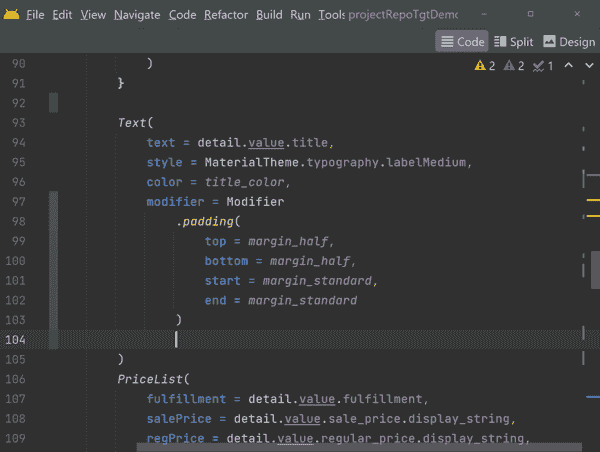 File Edit View Navigate Code Refactor Build Run Tools projectRepoTgtDemo
Code Split Design
2 2 1
90 )
91 }
92
93 Text(
94 text = detail.value.title,
95 style = MaterialTheme.typography.labelMedium,
96 color = title_color,
97 modifier = Modifier
98 .padding(
99 top = margin_half,
100 bottom = margin_half,
101 start = margin_standard,
102 end = margin_standard
103 )
104
105 )
106 PriceList(
107 fulfillment = detail.value.fulfillment,
108 salePrice = detail.value.sale_price.display_string,
109 regPrice = detail.value.regular_price.display_string,